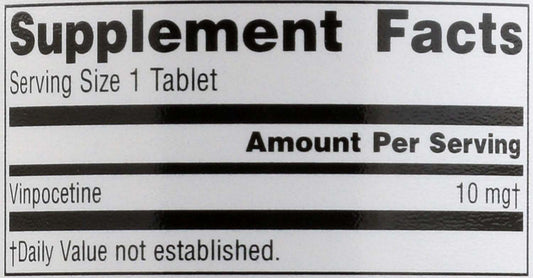 Supplement Facts
Serving Size 1 Tablet
Amount Per Serving
Vinpocetine 10 mg†
†Daily Value not established.